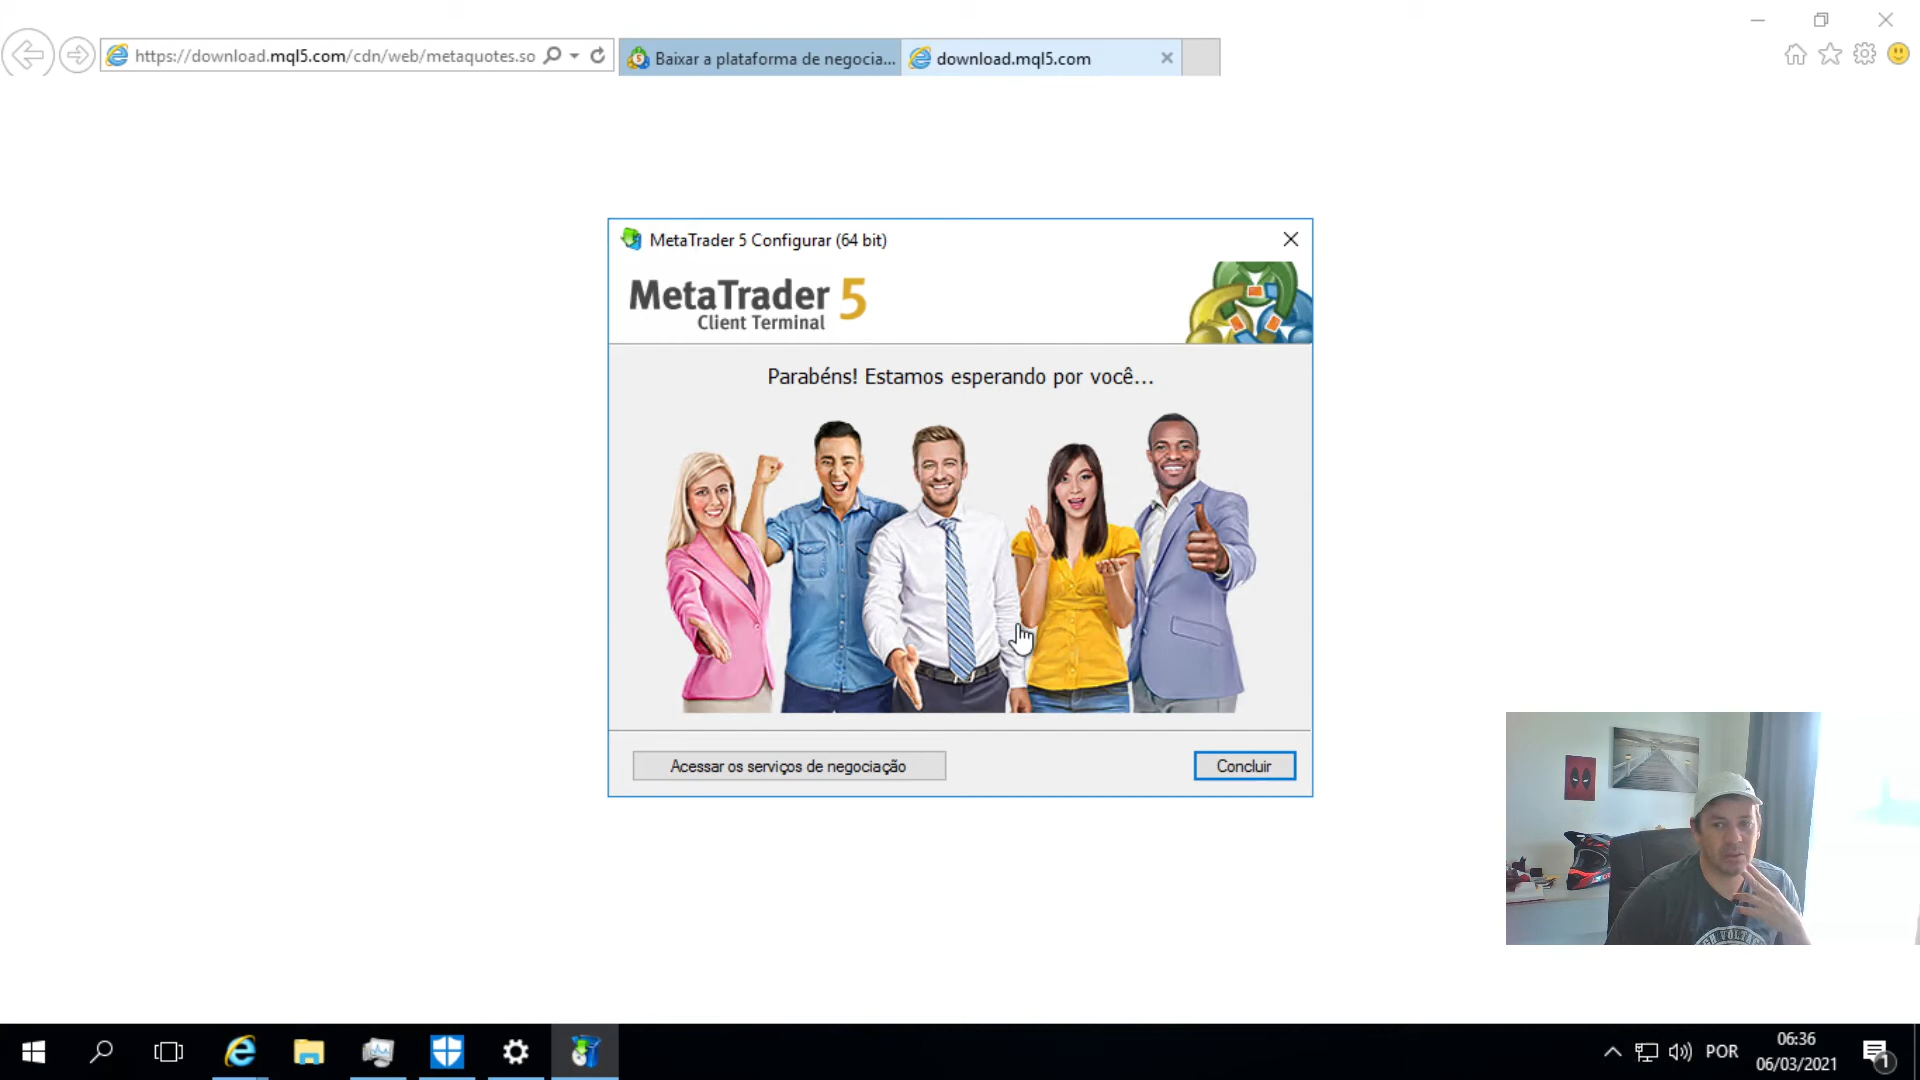 https://download.mql5.com/cdn/web/metaquotes.so
Baixar a plataforma de negocia...
download.mql5.com
MetaTrader 5 Configurar (64 bit)
MetaTrader 5
Client Terminal
Parabéns! Estamos esperando por você...
Acessar os serviços de negociação
Concluir
POR
06:36
06/03/2021
1